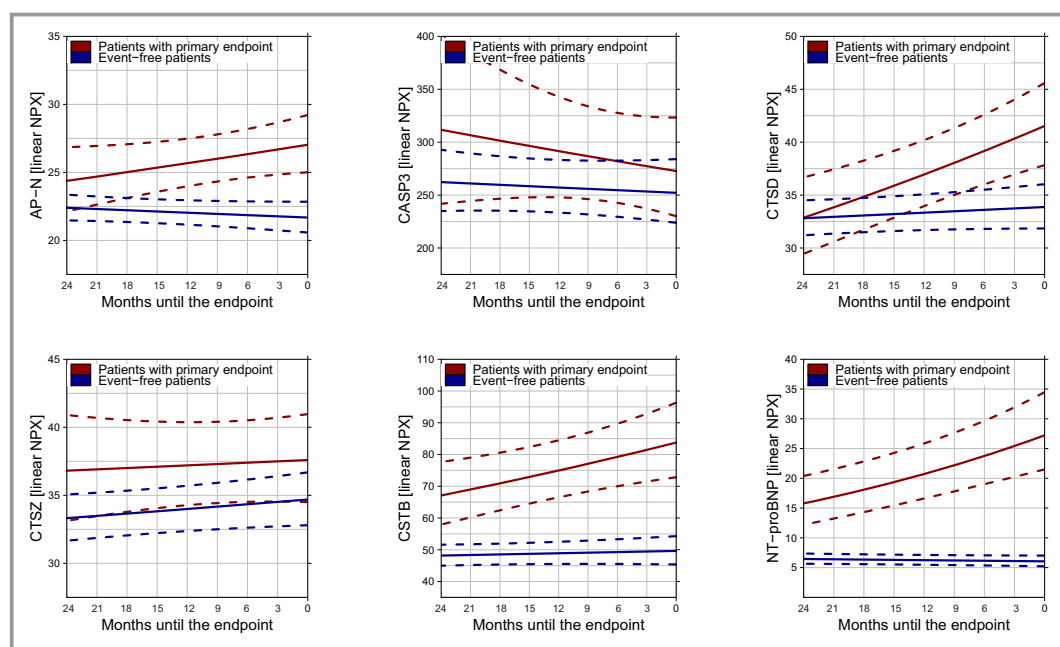 35
30
25
20
AP−N [linear NPX]
Patients with primary endpoint
Event−free patients
24 21 18 15 12 9 6 3 0
Months until the endpoint
400
350
300
250
200
CASP3 [linear NPX]
Patients with primary endpoint
Event−free patients
24 21 18 15 12 9 6 3 0
Months until the endpoint
50
45
40
35
30
CTSD [linear NPX]
Patients with primary endpoint
Event−free patients
24 21 18 15 12 9 6 3 0
Months until the endpoint
45
40
35
30
CTSZ [linear NPX]
Patients with primary endpoint
Event−free patients
24 21 18 15 12 9 6 3 0
Months until the endpoint
110
100
90
80
70
60
50
40
CSTB [linear NPX]
Patients with primary endpoint
Event−free patients
24 21 18 15 12 9 6 3 0
Months until the endpoint
40
35
30
25
20
15
10
5
NT−proBNP [linear NPX]
Patients with primary endpoint
Event−free patients
24 21 18 15 12 9 6 3 0
Months until the endpoint